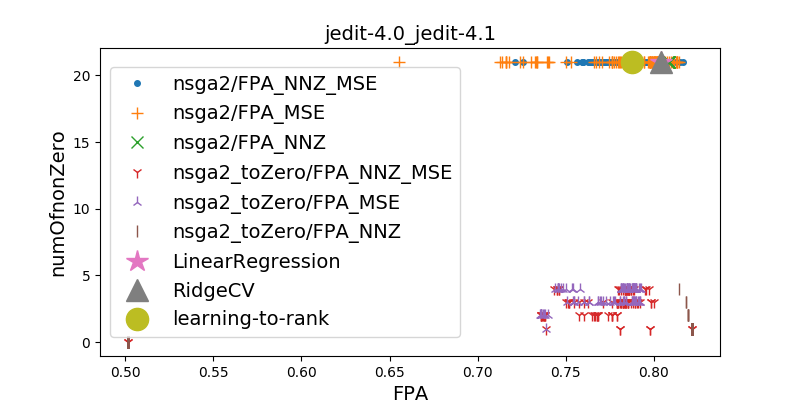 jedit-4.0_jedit-4.1
numOfnonZero
20
15
10
5
0
nsga2/FPA_NNZ_MSE
nsga2/FPA_MSE
nsga2/FPA_NNZ
nsga2_toZero/FPA_NNZ_MSE
nsga2_toZero/FPA_MSE
nsga2_toZero/FPA_NNZ
LinearRegression
RidgeCV
learning-to-rank
0.50 0.55 0.60 0.65 0.70 0.75 0.80
FPA